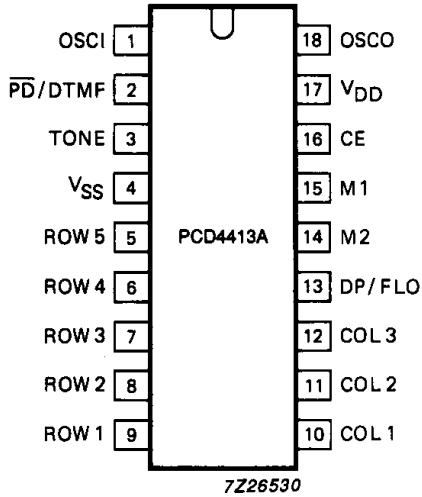 OSCI 1 18 OSCO
P̅D̅/DTMF 2 17 VDD
TONE 3 16 CE
VSS 4 15 M1
ROW 5 5 PCD4413A 14 M2
ROW 4 6 13 DP/FLO
ROW 3 7 12 COL 3
ROW 2 8 11 COL 2
ROW 1 9 10 COL 1
7Z26530